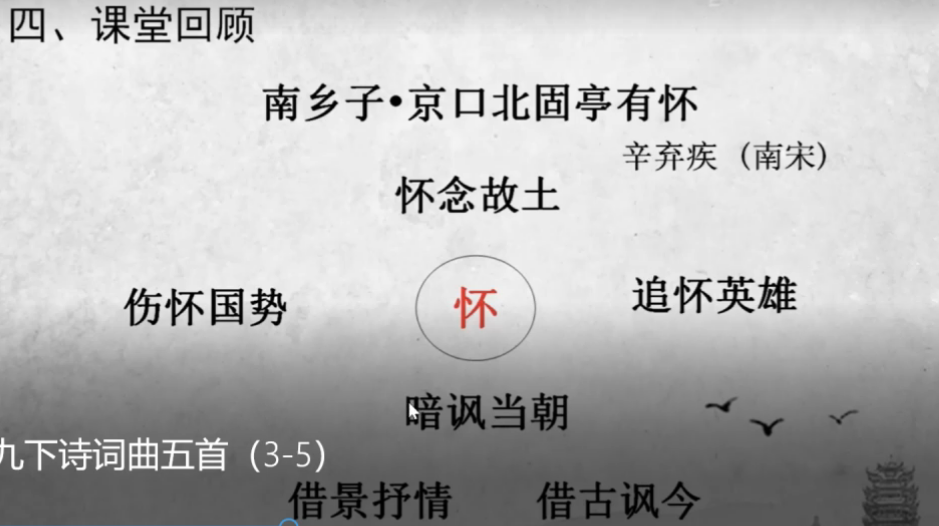 四、课堂回顾
南乡子•京口北固亭有怀
辛弃疾（南宋）
怀念故土
伤怀国势
怀
追怀英雄
暗讽当朝
九下诗词曲五首（3-5）
借景抒情 借古讽今